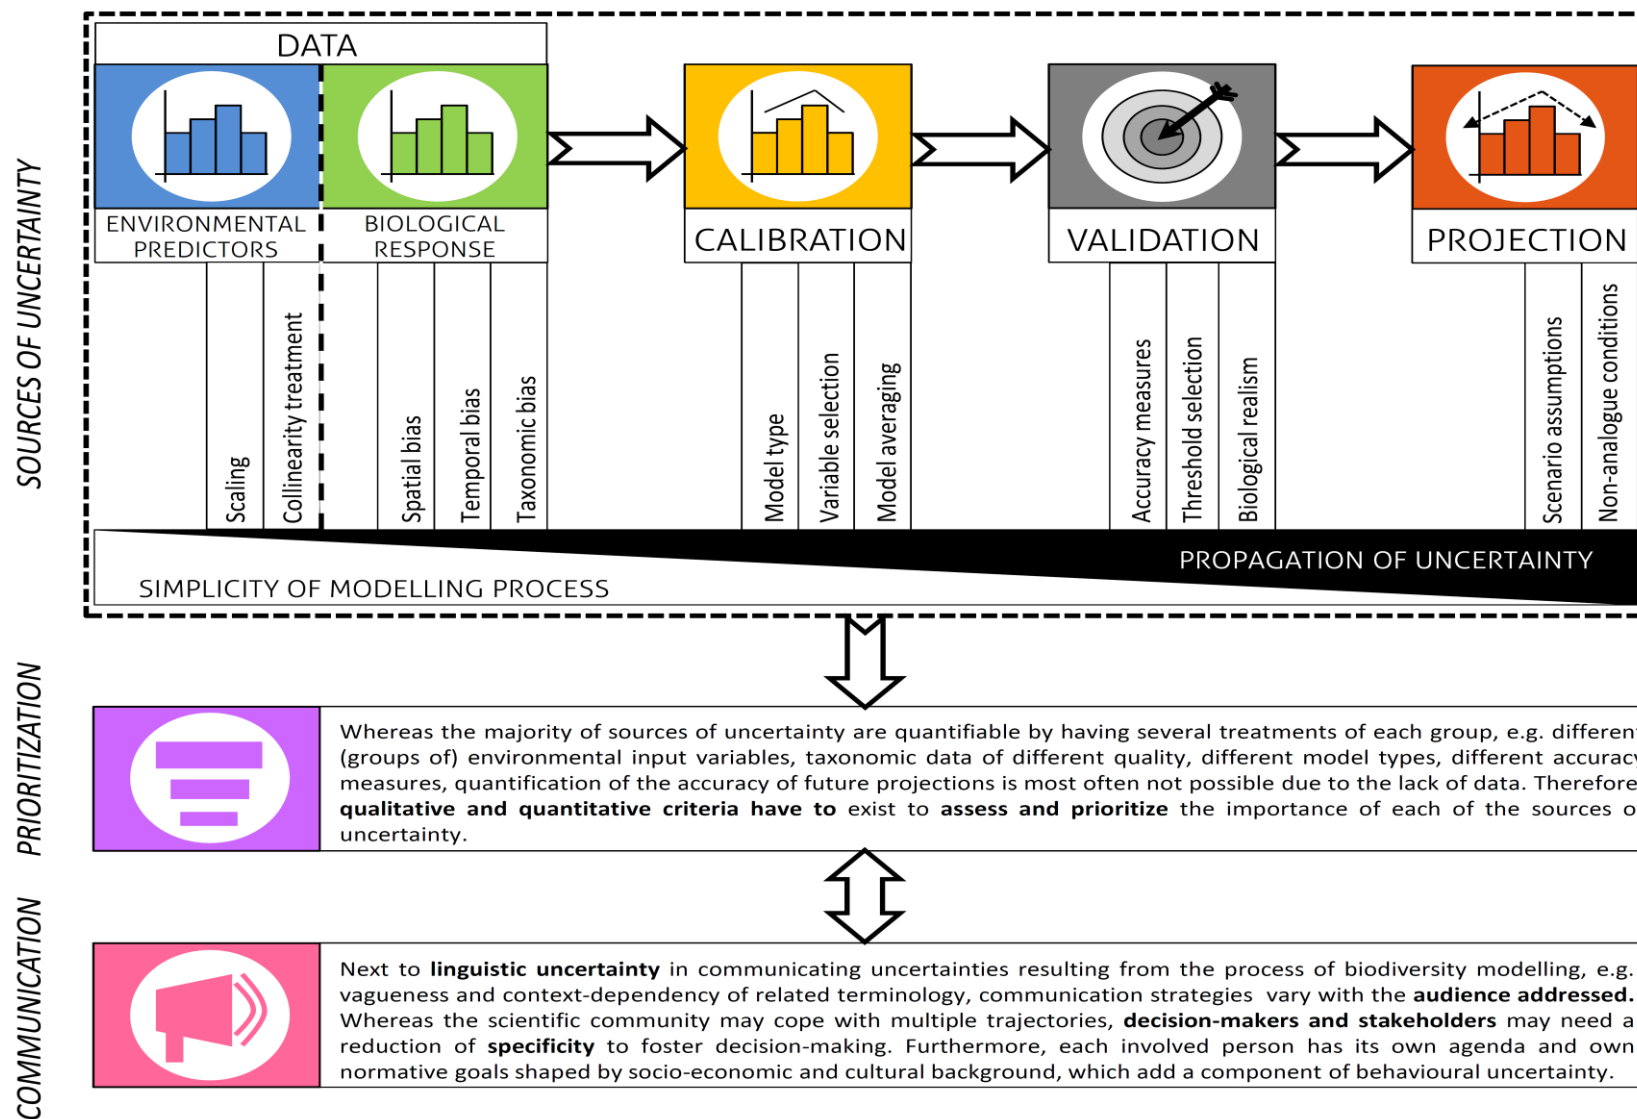 DATA
ENVIRONMENTAL
PREDICTORS
BIOLOGICAL
RESPONSE
CALIBRATION
VALIDATION
PROJECTION
SOURCES OF UNCERTAINTY
Scaling
Collinearity treatment
Spatial bias
Temporal bias
Taxonomic bias
Model type
Variable selection
Model averaging
Accuracy measures
Threshold selection
Biological realism
Scenario assumptions
Non-analogue conditions
PROPAGATION OF UNCERTAINTY
SIMPLICITY OF MODELLING PROCESS
PRIORITIZATION
Whereas the majority of sources of uncertainty are quantifiable by having several treatments of each group, e.g. different
(groups of) environmental input variables, taxonomic data of different quality, different model types, different accuracy
measures, quantification of the accuracy of future projections is most often not possible due to the lack of data. Therefore
qualitative and quantitative criteria have to exist to assess and prioritize the importance of each of the sources o
uncertainty.
COMMUNICATION
Next to linguistic uncertainty in communicating uncertainties resulting from the process of biodiversity modelling, e.g.
vagueness and context-dependency of related terminology, communication strategies vary with the audience addressed.
Whereas the scientific community may cope with multiple trajectories, decision-makers and stakeholders may need a
reduction of specificity to foster decision-making. Furthermore, each involved person has its own agenda and own
normative goals shaped by socio-economic and cultural background, which add a component of behavioural uncertainty.